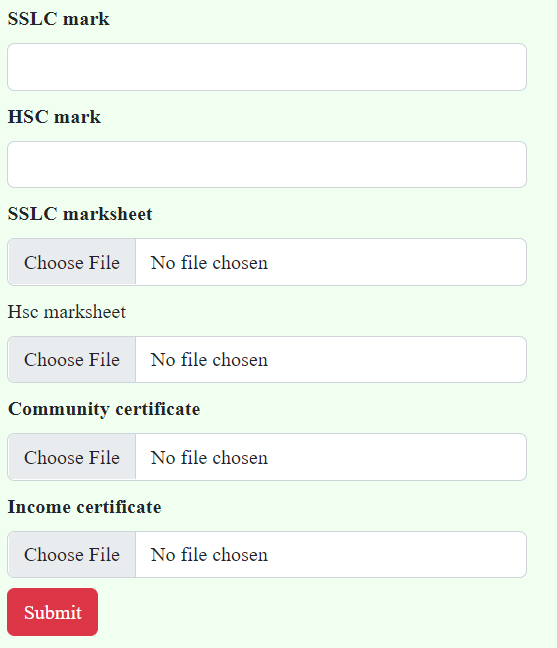 SSLC mark
HSC mark
SSLC marksheet
Choose File No file chosen
Hsc marksheet
Choose File No file chosen
Community certificate
Choose File No file chosen
Income certificate
Choose File No file chosen
Submit